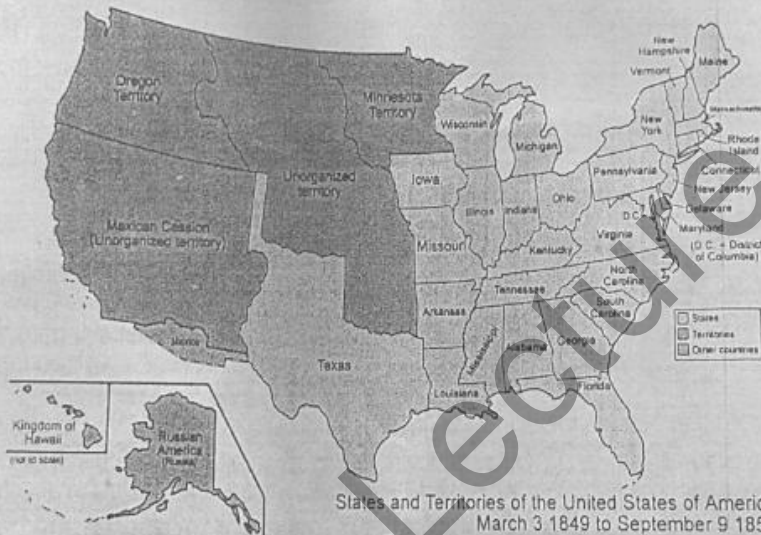 Oregon
Territory
Minnesota
Territory
Unorganized
territory
Mexican Cession
(Unorganized territory)
Mexico
Texas
Wisconsin
Michigan
Iowa
Illinois
Indiana
Ohio
Missouri
Kentucky
Tennessee
Arkansas
Mississippi
Alabama
Georgia
Louisiana
Florida
South
Carolina
North
Carolina
Virginia
D.C.
Pennsylvania
New
York
Vermont
New
Hampshire
Maine
Massachusetts
Rhode
Island
Connecticut
New Jersey
Delaware
Maryland
(D.C. = District
of Columbia)
States
Territories
Other countries
Kingdom of
Hawaii
(not to scale)
Russian
America
(Russia)
States and Territories of the United States of America
March 3 1849 to September 9 185
Lecture